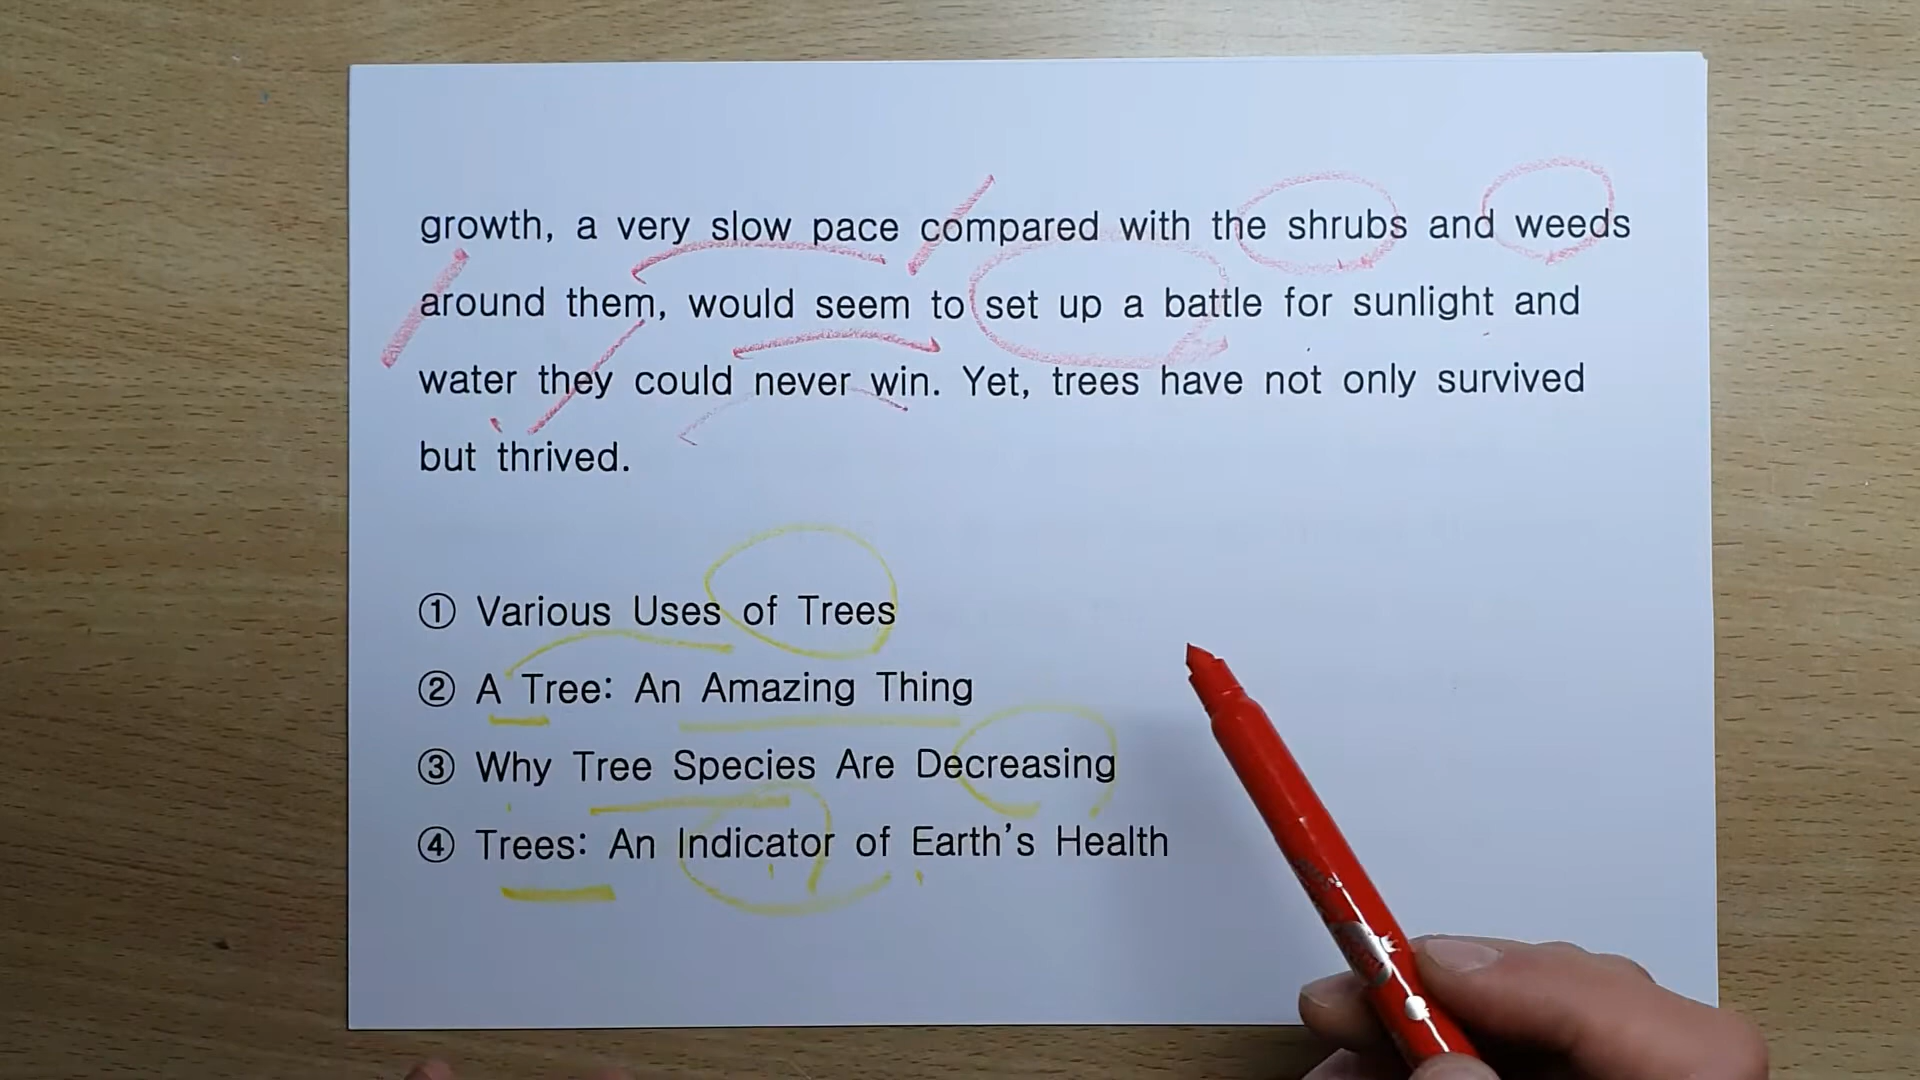 growth, a very slow pace compared with the shrubs and weeds
around them, would seem to set up a battle for sunlight and
water they could never win. Yet, trees have not only survived
but thrived.
① Various Uses of Trees
② A Tree: An Amazing Thing
③ Why Tree Species Are Decreasing
④ Trees: An Indicator of Earth's Health